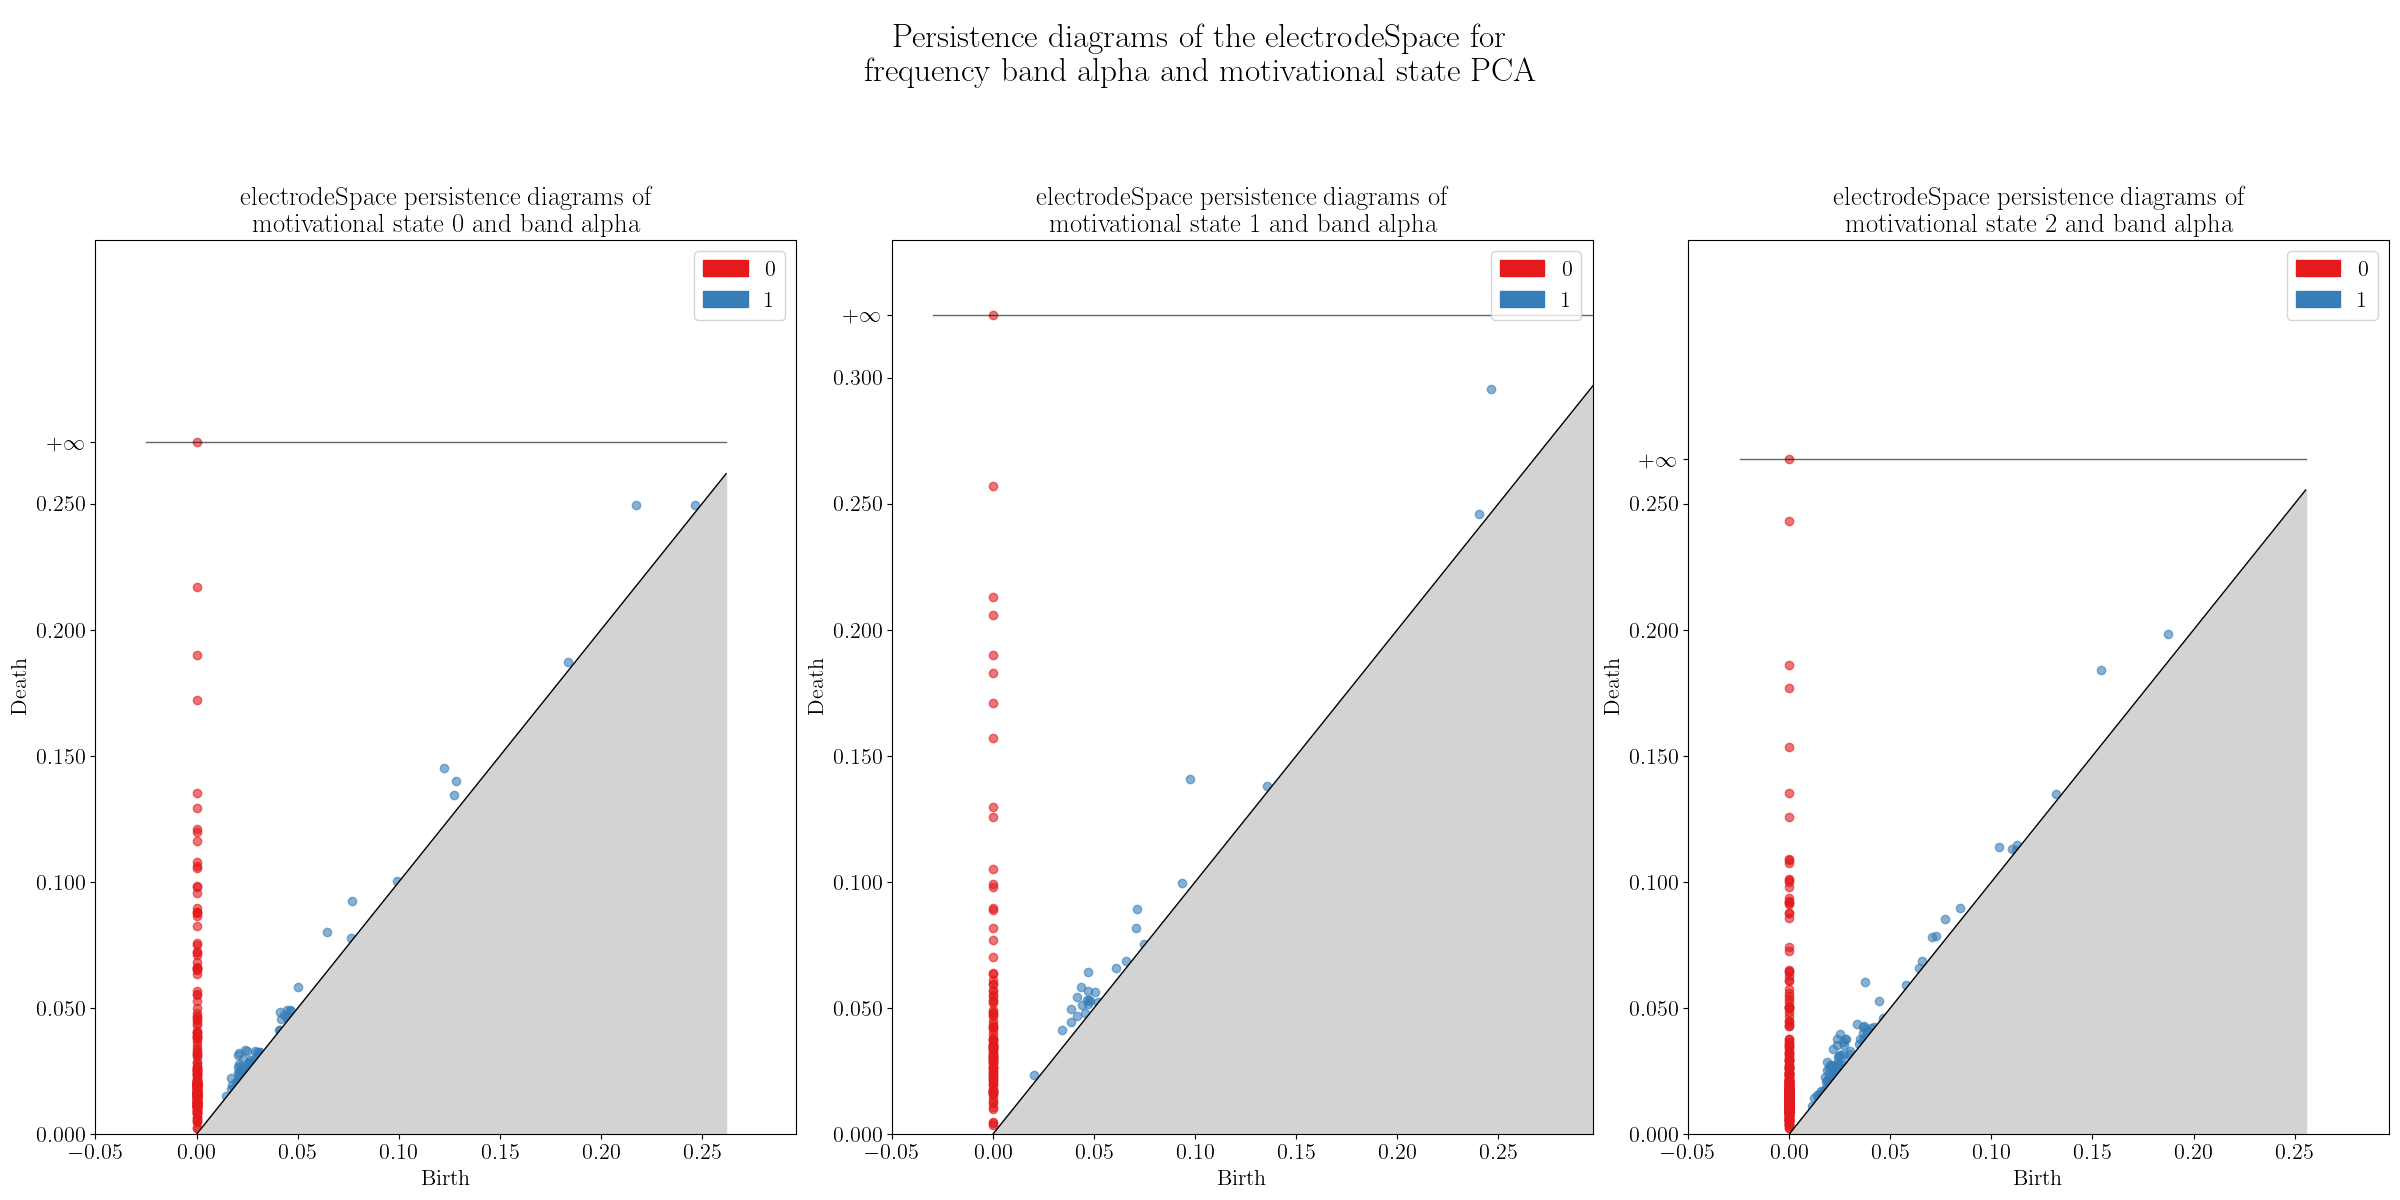 Persistence diagrams of the electrodeSpace for
frequency band alpha and motivational state PCA
electrodeSpace persistence diagrams of
motivational state 0 and band alpha
0
1
+∞
0.250
0.200
0.150
0.100
0.050
0.000
Death
−0.05 0.00 0.05 0.10 0.15 0.20 0.25
Birth
electrodeSpace persistence diagrams of
motivational state 1 and band alpha
0
1
+∞
0.300
0.250
0.200
0.150
0.100
0.050
0.000
Death
−0.05 0.00 0.05 0.10 0.15 0.20 0.25
Birth
electrodeSpace persistence diagrams of
motivational state 2 and band alpha
0
1
+∞
0.250
0.200
0.150
0.100
0.050
0.000
Death
−0.05 0.00 0.05 0.10 0.15 0.20 0.25
Birth